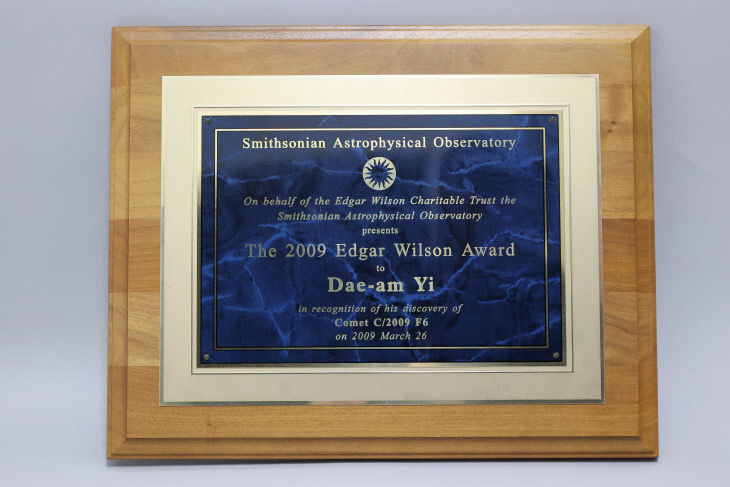 Smithsonian Astrophysical Observatory
On behalf of the Edgar Wilson Charitable Trust the
Smithsonian Astrophysical Observatory
presents
The 2009 Edgar Wilson Award
to
Dae-am Yi
in recognition of his discovery of
Comet C/2009 F6
on 2009 March 26